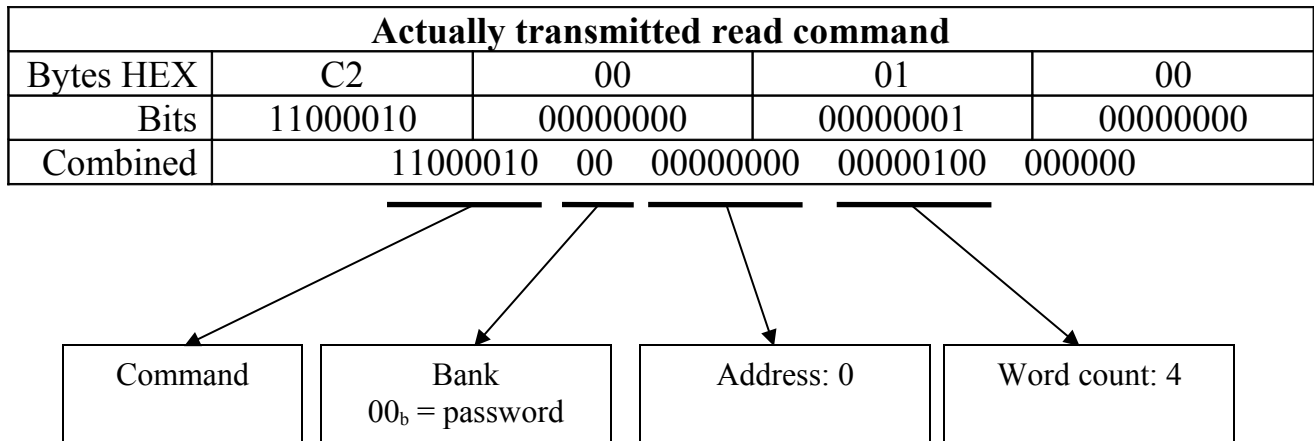 Actually transmitted read command
Bytes HEX C2 00 01 00
Bits 11000010 00000000 00000001 00000000
Combined 11000010 00 00000000 00000100 000000
Command Bank Address: 0 Word count: 4
00b = password